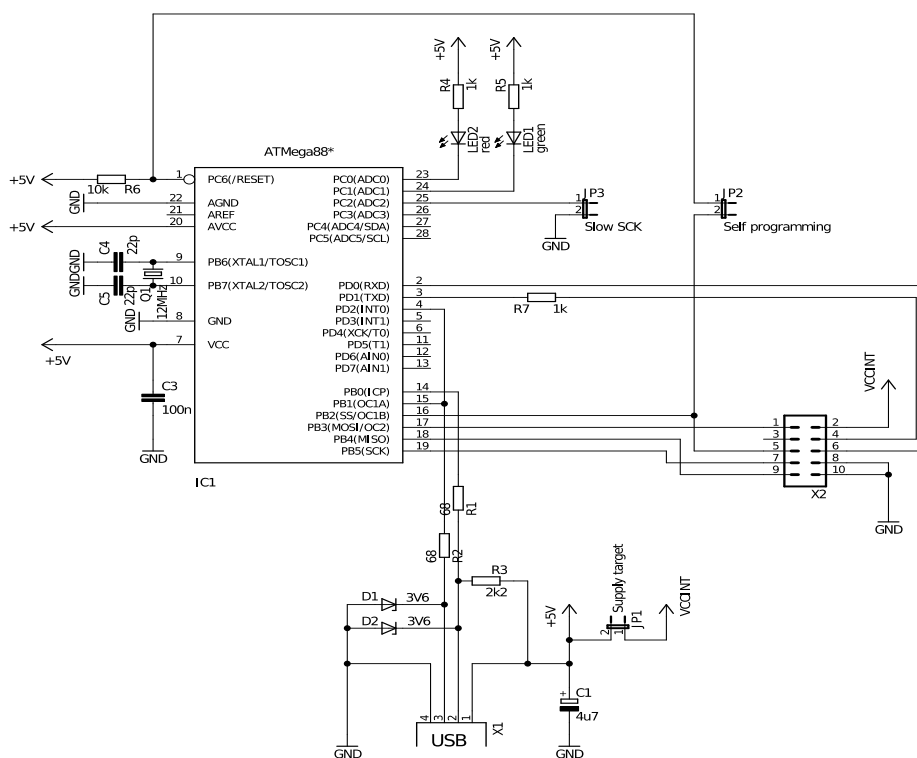 +5V
+5V
R4
1k
R5
1k
LED2
red
LED1
green
ATMega88*
+5V
10k
R6
1
PC6(/RESET)
PC0(ADC0)
23
PC1(ADC1)
24
GND
22
AGND
PC2(ADC2)
25
21
AREF
PC3(ADC3)
26
+5V
20
AVCC
PC4(ADC4/SDA)
27
PC5(ADC5/SCL)
28
1
2
JP3
Slow SCK
GND
1
2
JP2
Self programming
C4
22p
GND
9
PB6(XTAL1/TOSC1)
GND
10
PB7(XTAL2/TOSC2)
C5
22p
Q1
12MHz
PD0(RXD)
2
PD1(TXD)
3
R7
1k
PD2(INT0)
4
GND
8
GND
PD3(INT1)
5
PD4(XCK/T0)
6
+5V
7
VCC
PD5(T1)
11
PD6(AIN0)
12
PD7(AIN1)
13
C3
100n
GND
PB0(ICP)
14
PB1(OC1A)
15
PB2(SS/OC1B)
16
PB3(MOSI/OC2)
17
PB4(MISO)
18
PB5(SCK)
19
IC1
VCCINT
1
2
3
4
5
6
7
8
9
10
X2
GND
68
R1
68
R2
R3
2k2
D1
3V6
D2
3V6
+5V
Supply target
2
1
JP1
VCCINT
+
C1
4u7
4
3
2
1
X1
USB
GND
GND